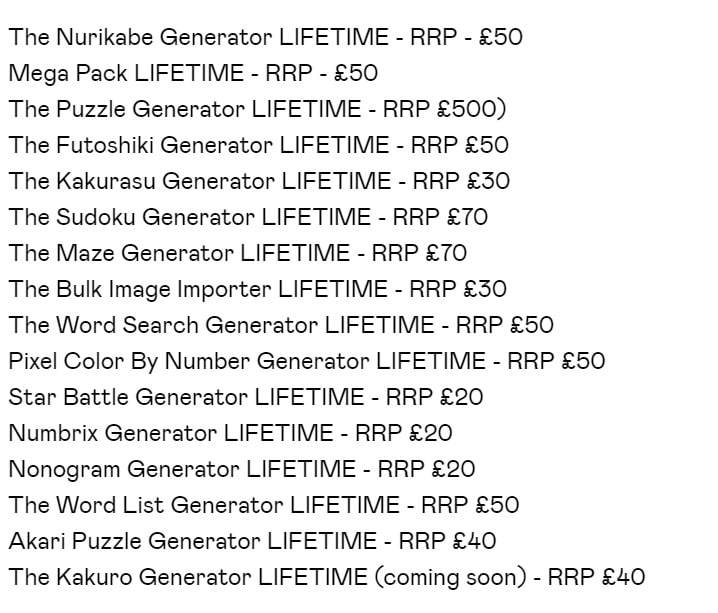 The Nurikabe Generator LIFETIME - RRP - £50
Mega Pack LIFETIME - RRP - £50
The Puzzle Generator LIFETIME - RRP £500)
The Futoshiki Generator LIFETIME - RRP £50
The Kakurasu Generator LIFETIME - RRP £30
The Sudoku Generator LIFETIME - RRP £70
The Maze Generator LIFETIME - RRP £70
The Bulk Image Importer LIFETIME - RRP £30
The Word Search Generator LIFETIME - RRP £50
Pixel Color By Number Generator LIFETIME - RRP £50
Star Battle Generator LIFETIME - RRP £20
Numbrix Generator LIFETIME - RRP £20
Nonogram Generator LIFETIME - RRP £20
The Word List Generator LIFETIME - RRP £50
Akari Puzzle Generator LIFETIME - RRP £40
The Kakuro Generator LIFETIME (coming soon) - RRP £40